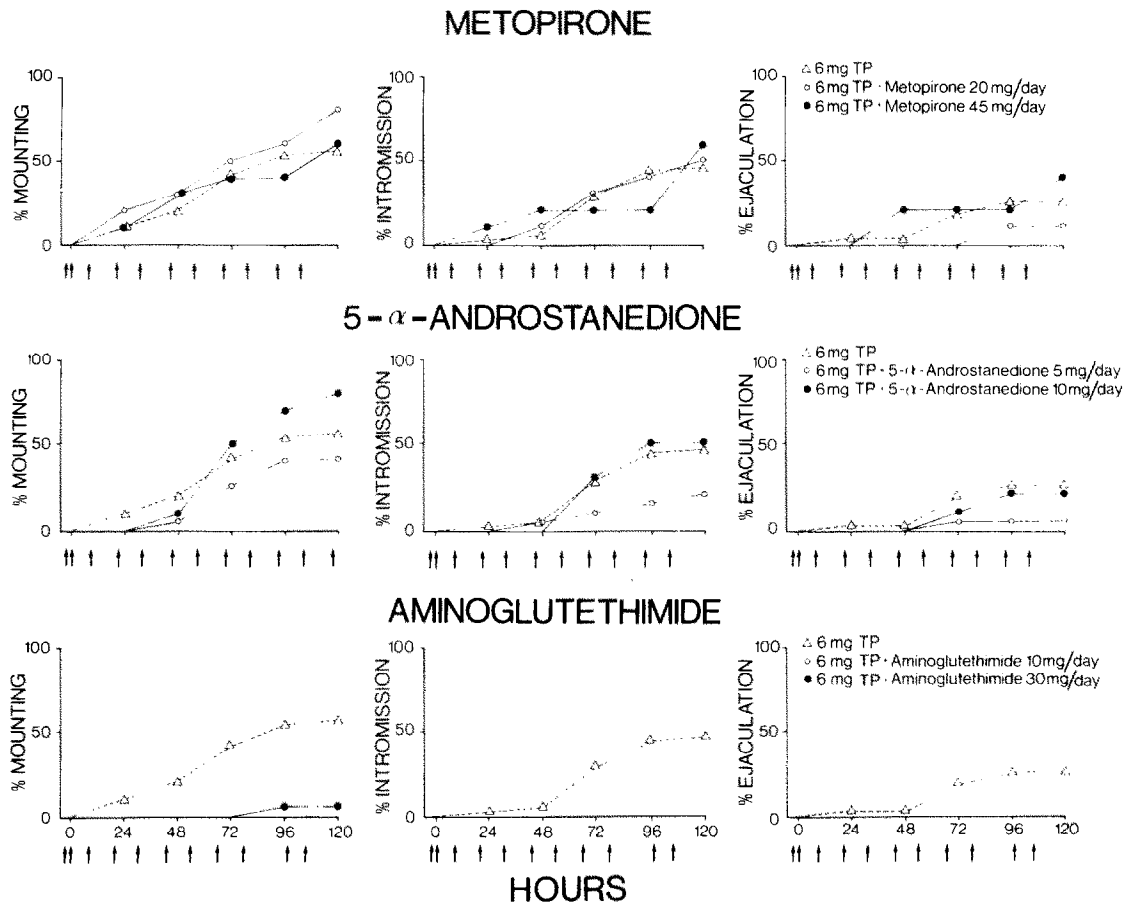 METOPIRONE
100
50
0
% MOUNTING
100
50
0
% INTROMISSION
100
50
0
% EJACULATION
△ 6 mg TP
○ 6 mg TP · Metopirone 20 mg/day
● 6 mg TP · Metopirone 45 mg/day
5-α-ANDROSTANEDIONE
100
50
0
% MOUNTING
100
50
0
% INTROMISSION
100
50
0
% EJACULATION
△ 6 mg TP
○ 6 mg TP · 5-α-Androstanedione 5 mg/day
● 6 mg TP · 5-α-Androstanedione 10 mg/day
AMINOGLUTETHIMIDE
100
50
0
% MOUNTING
100
50
0
% INTROMISSION
100
50
0
% EJACULATION
△ 6 mg TP
○ 6 mg TP · Aminoglutethimide 10mg/day
● 6 mg TP · Aminoglutethimide 30mg/day
0 24 48 72 96 120
0 24 48 72 96 120
0 24 48 72 96 120
HOURS